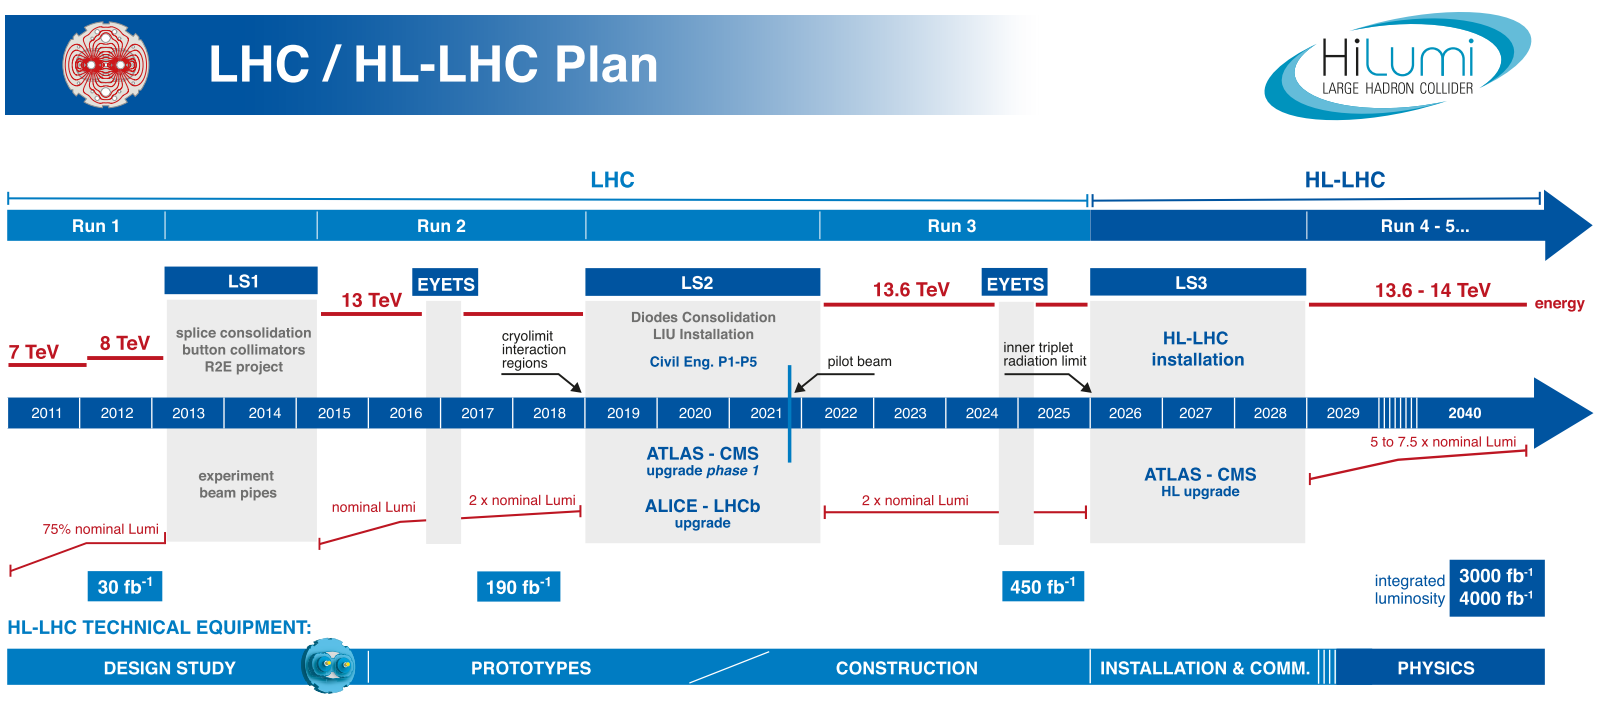 LHC / HL-LHC Plan
HiLumi
LARGE HADRON COLLIDER
LHC
HL-LHC
Run 1
Run 2
Run 3
Run 4 - 5...
LS1
EYETS
LS2
EYETS
LS3
7 TeV
8 TeV
13 TeV
13.6 TeV
13.6 - 14 TeV
energy
splice consolidation
button collimators
R2E project
cryolimit
interaction
regions
Diodes Consolidation
LIU Installation
Civil Eng. P1-P5
pilot beam
inner triplet
radiation limit
HL-LHC
installation
2011 2012 2013 2014 2015 2016 2017 2018 2019 2020 2021 2022 2023 2024 2025 2026 2027 2028 2029 2040
experiment
beam pipes
75% nominal Lumi
nominal Lumi
2 x nominal Lumi
ATLAS - CMS
upgrade phase 1
ALICE - LHCb
upgrade
2 x nominal Lumi
ATLAS - CMS
HL upgrade
5 to 7.5 x nominal Lumi
30 fb-1
190 fb-1
450 fb-1
integrated
luminosity
3000 fb-1
4000 fb-1
HL-LHC TECHNICAL EQUIPMENT:
DESIGN STUDY
PROTOTYPES
CONSTRUCTION
INSTALLATION & COMM.
PHYSICS